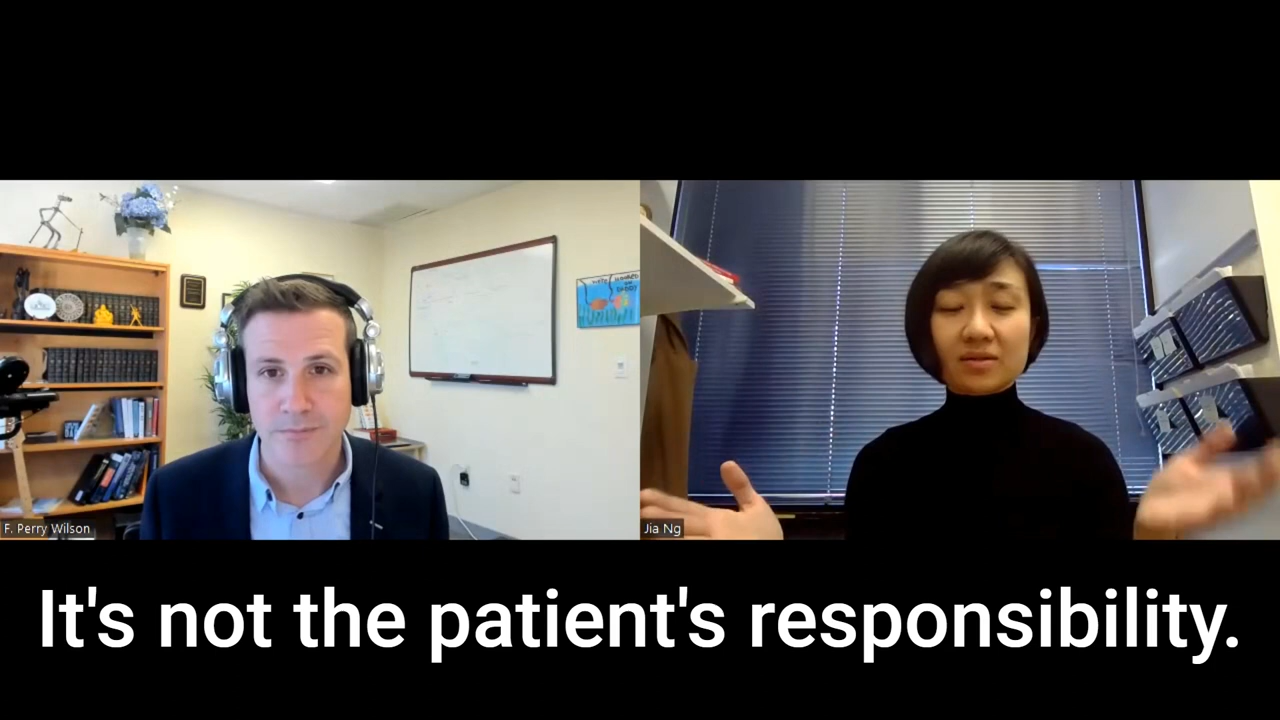 F. Perry Wilson
Jia Ng
It's not the patient's responsibility.